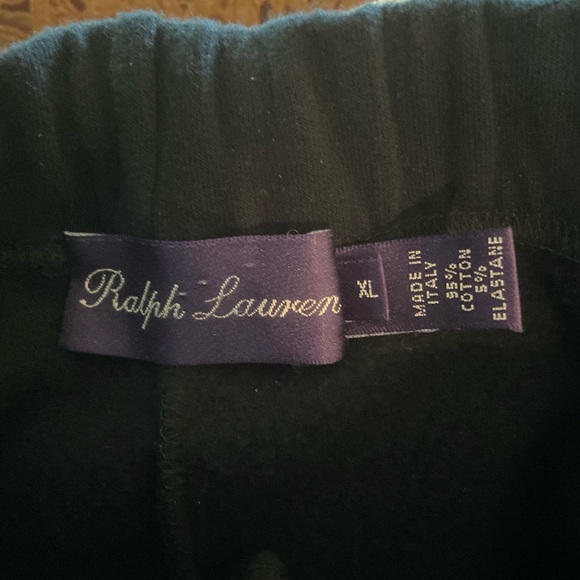 Ralph Lauren
XL
MADE IN
ITALY
95%
COTTON
5%
ELASTANE